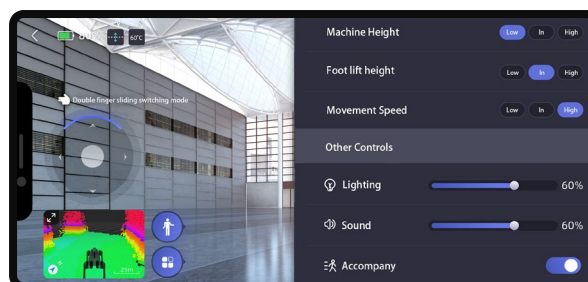 60°C
Double finger sliding switching mode
23m
Machine Height Low In High
Foot lift height Low In High
Movement Speed Low In High
Other Controls
Lighting 60%
Sound 60%
Accompany